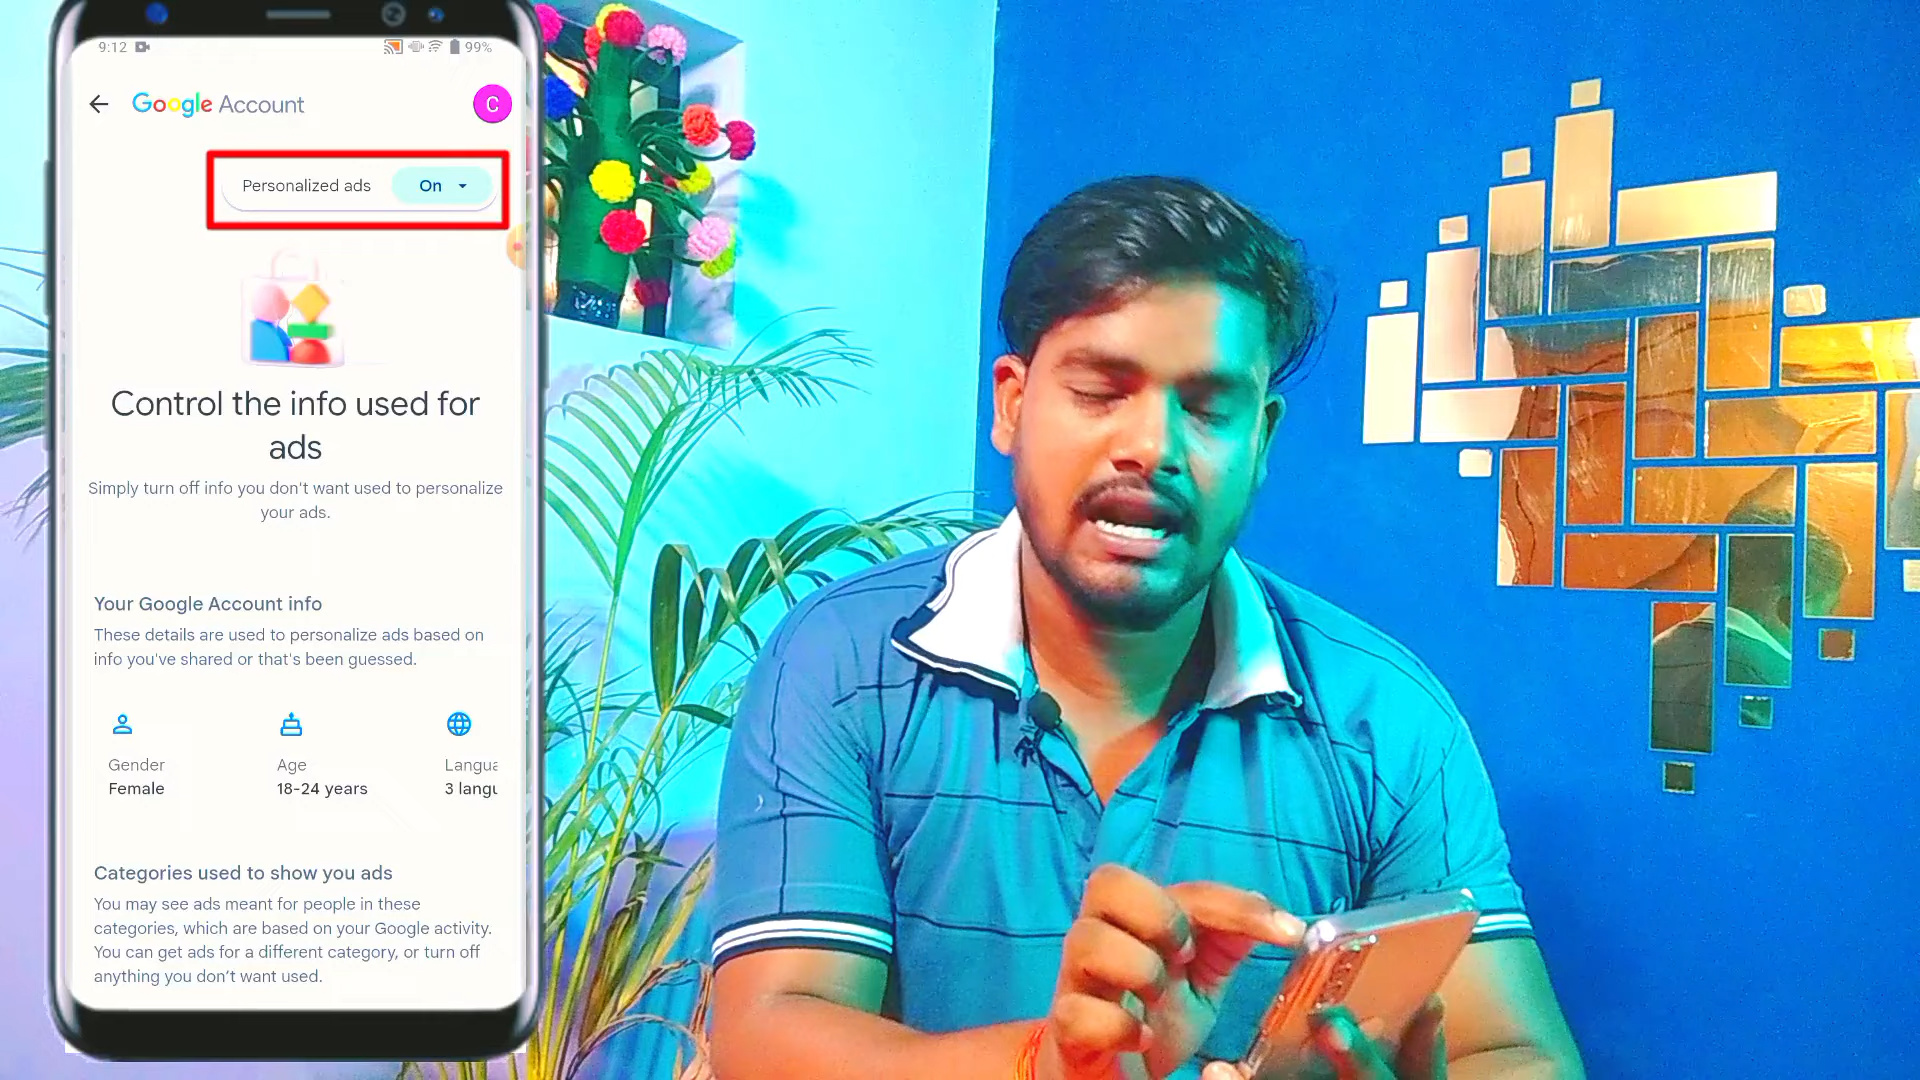 9:12 99%
Google Account C
Personalized ads On
Control the info used for
ads
Simply turn off info you don't want used to personalize
your ads.
Your Google Account info
These details are used to personalize ads based on
info you've shared or that's been guessed.
Gender Age Langua
Female 18-24 years 3 langu
Categories used to show you ads
You may see ads meant for people in these
categories, which are based on your Google activity.
You can get ads for a different category, or turn off
anything you don't want used.